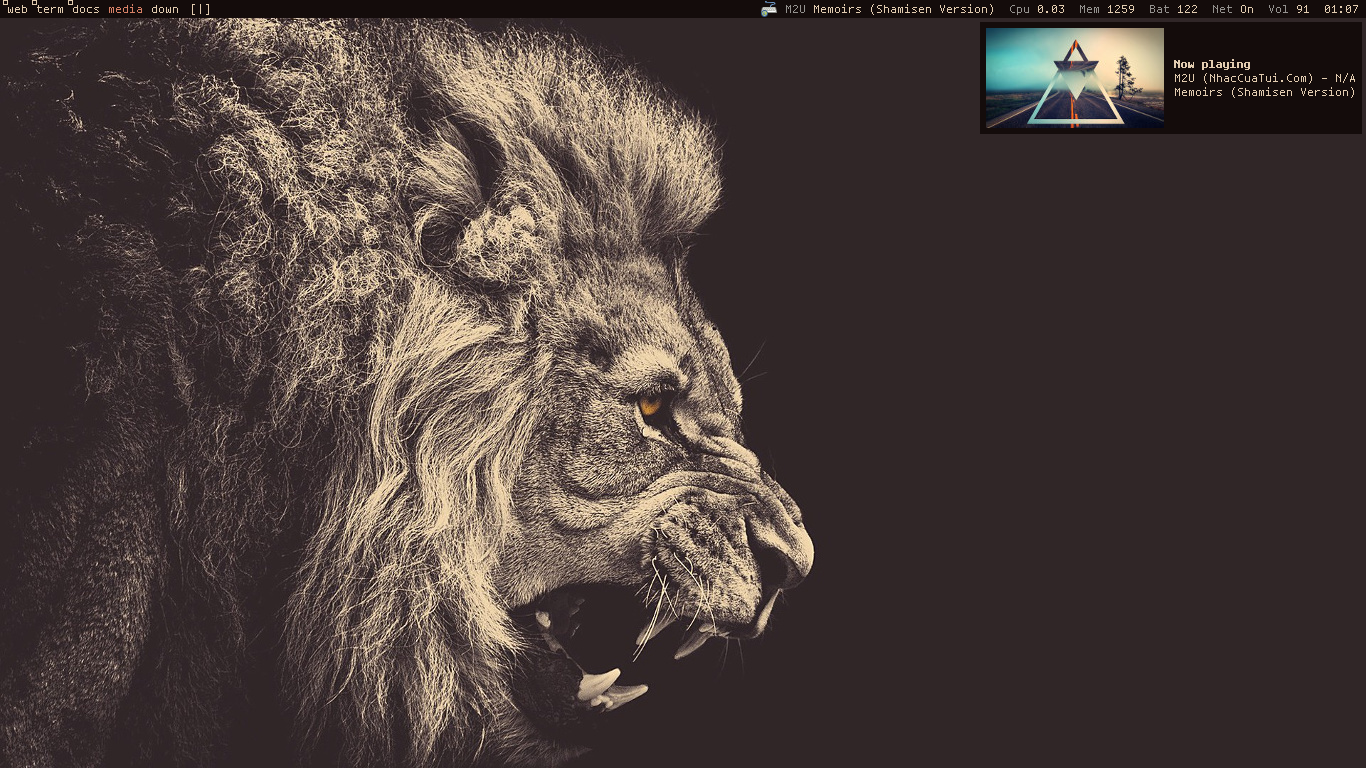 web term docs media down [|] M2U Memoirs (Shamisen Version) Cpu 0.03 Mem 1259 Bat 122 Net On Vol 91 01:07
Now playing
M2U (NhacCuaTui.Com) - N/A
Memoirs (Shamisen Version)